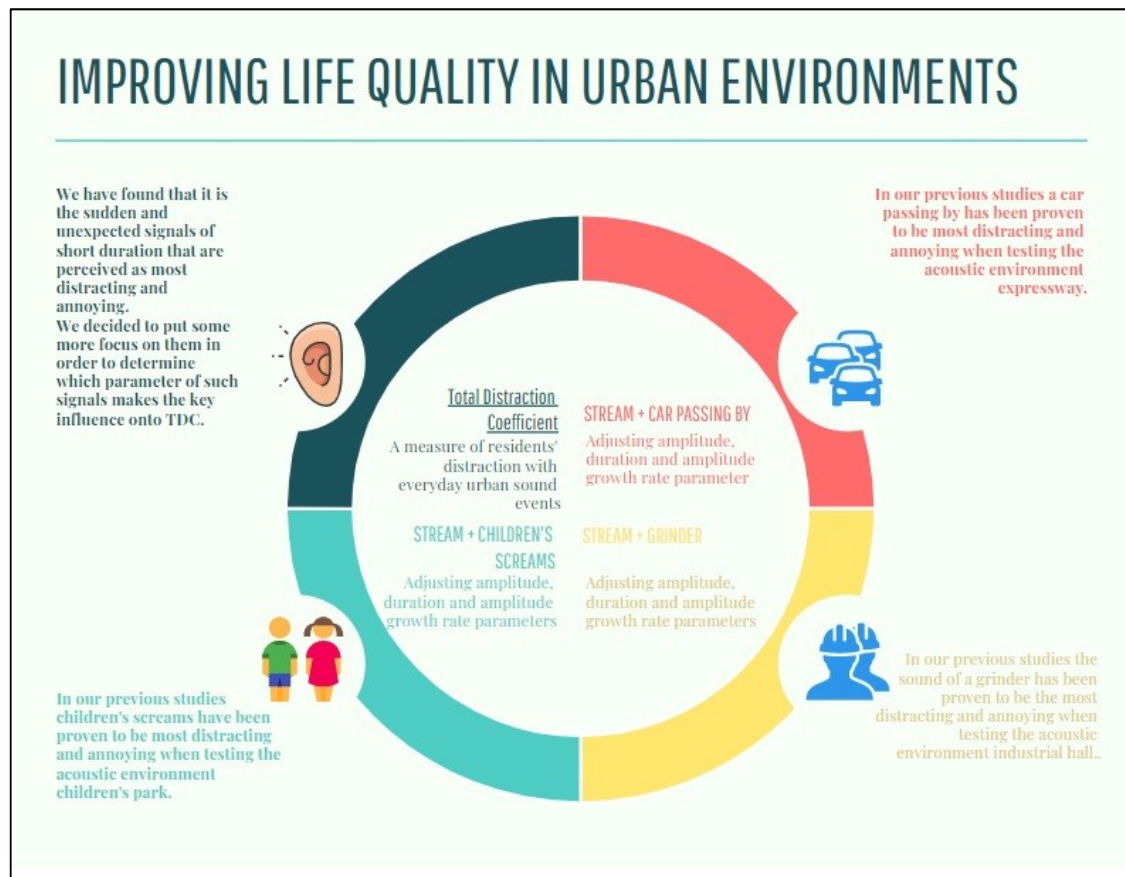 IMPROVING LIFE QUALITY IN URBAN ENVIRONMENTS
We have found that it is
the sudden and
unexpected signals of
short duration that are
perceived as most
distracting and
annoying.
We decided to put some
more focus on them in
order to determine
which parameter of such
signals makes the key
influence onto TDC.
In our previous studies a car
passing by has been proven
to be most distracting and
annoying when testing the
acoustic environment
expressway.
Total Distraction
Coefficient
A measure of residents'
distraction with
everyday urban sound
events
STREAM + CAR PASSING BY
Adjusting amplitude,
duration and amplitude
growth rate parameter
STREAM + CHILDREN'S
SCREAMS
Adjusting amplitude,
duration and amplitude
growth rate parameters
STREAM + GRINDER
Adjusting amplitude,
duration and amplitude
growth rate parameters
In our previous studies
children's screams have been
proven to be most distracting
and annoying when testing the
acoustic environment
children's park.
In our previous studies the
sound of a grinder has been
proven to be the most
distracting and annoying when
testing the acoustic
environment industrial hall..